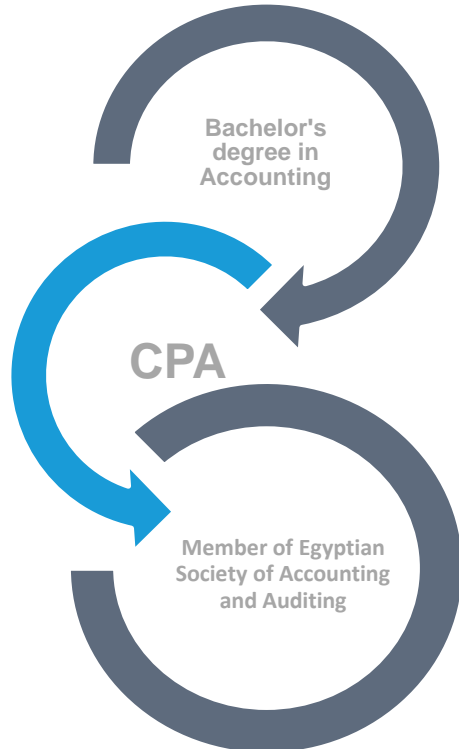 Bachelor's
degree in
Accounting
CPA
Member of Egyptian
Society of Accounting
and Auditing